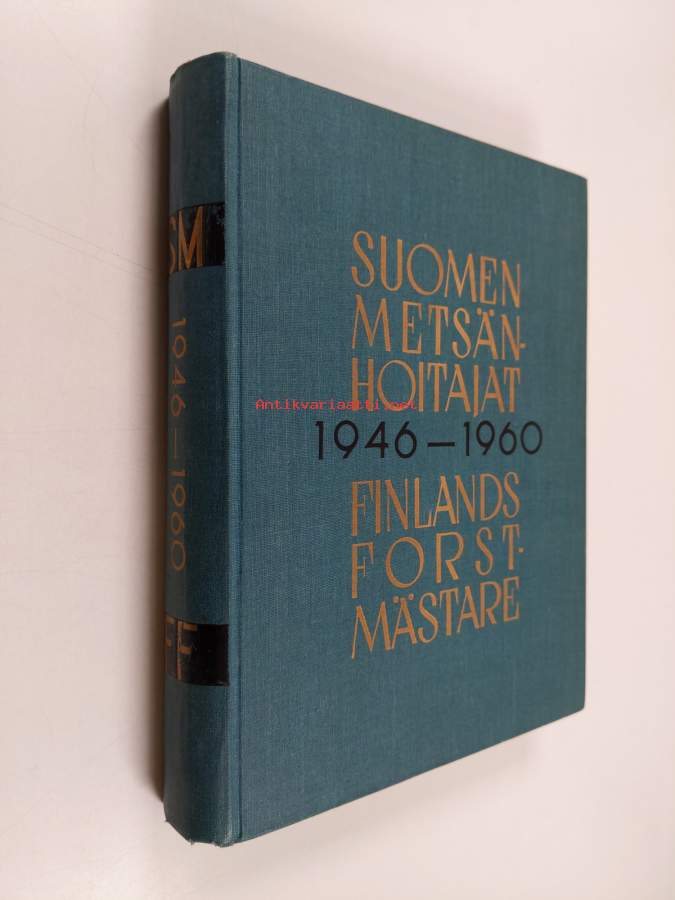 SUOMEN
METSÄN-
HOITAJAT
1946–1960
FINLANDS
FORST-
MÄSTARE
SM
1946–1960
FF
Antikvariaatti.net